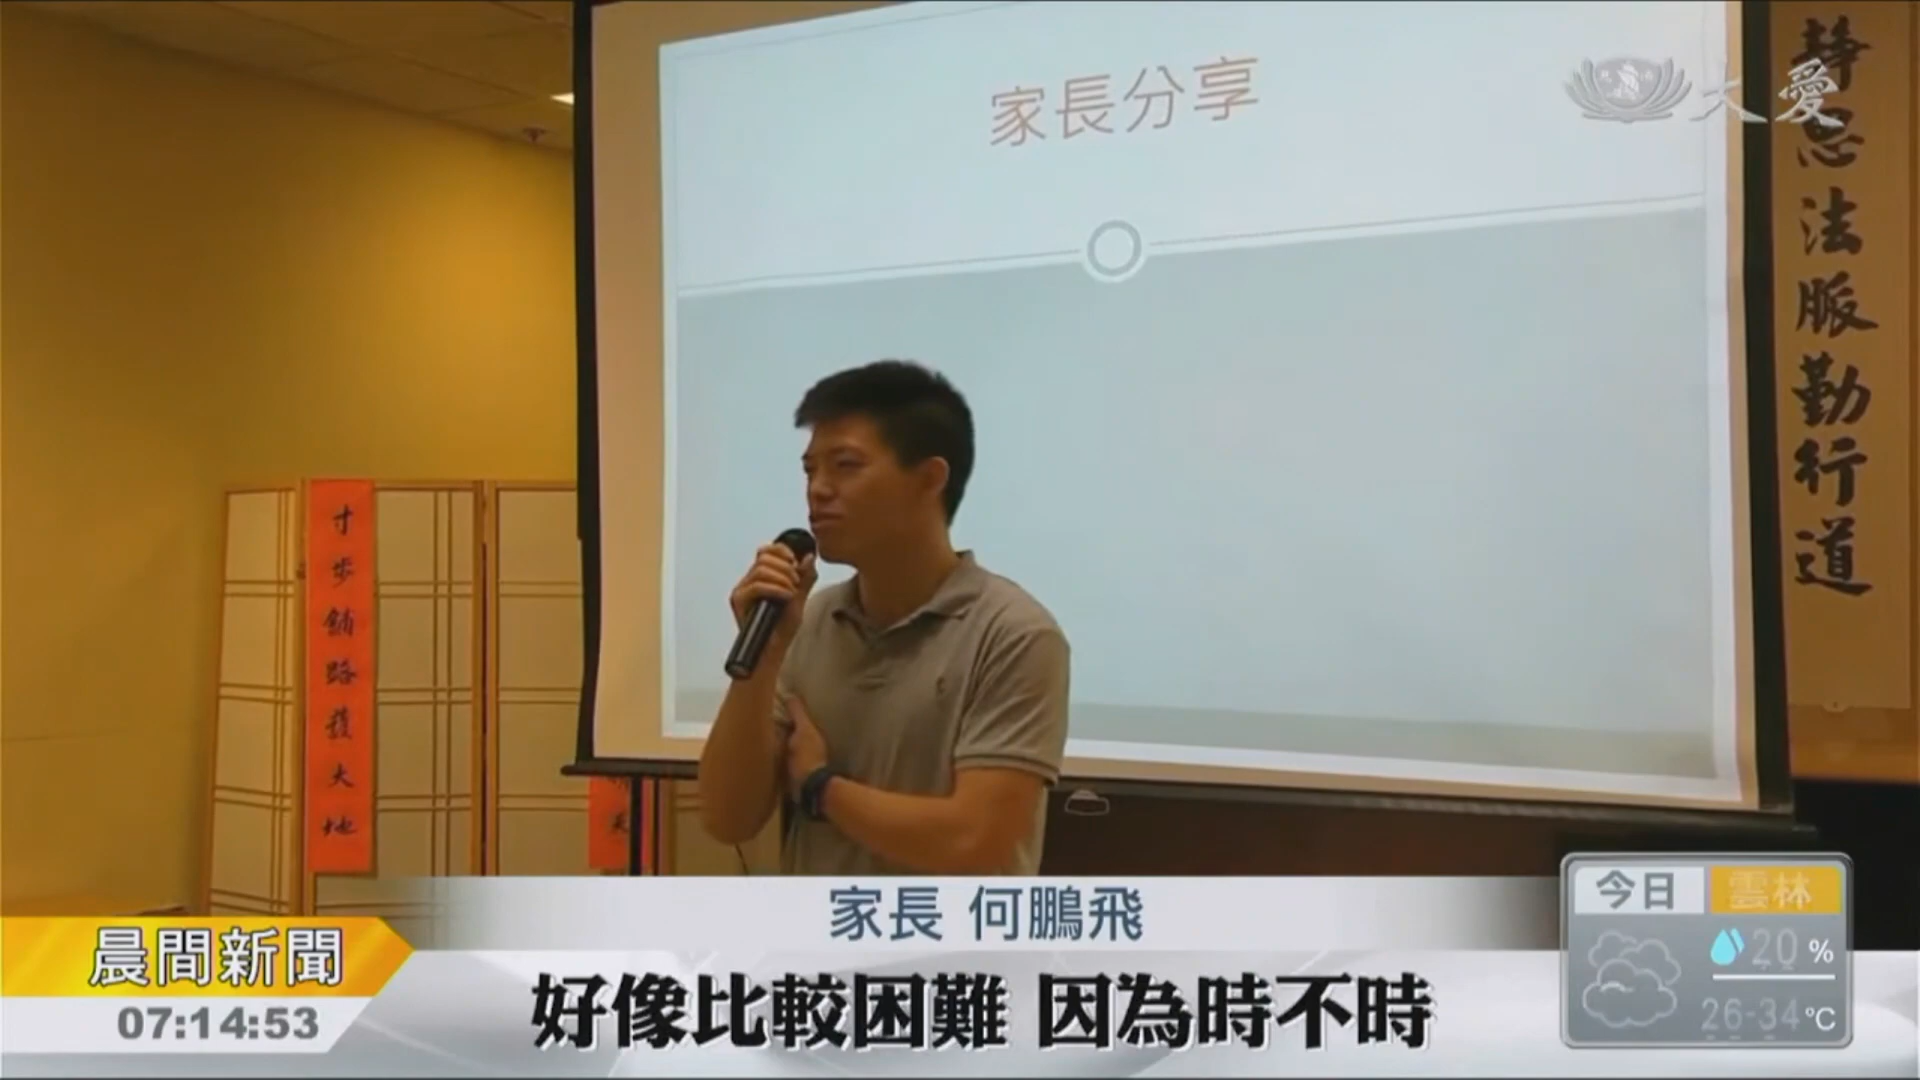 家長分享
大愛
靜思法脈勤行道
寸步鋪路護大地
家長 何鵬飛
好像比較困難 因為時不時
晨間新聞
07:14:53
今日 雲林
20 %
26-34 °C